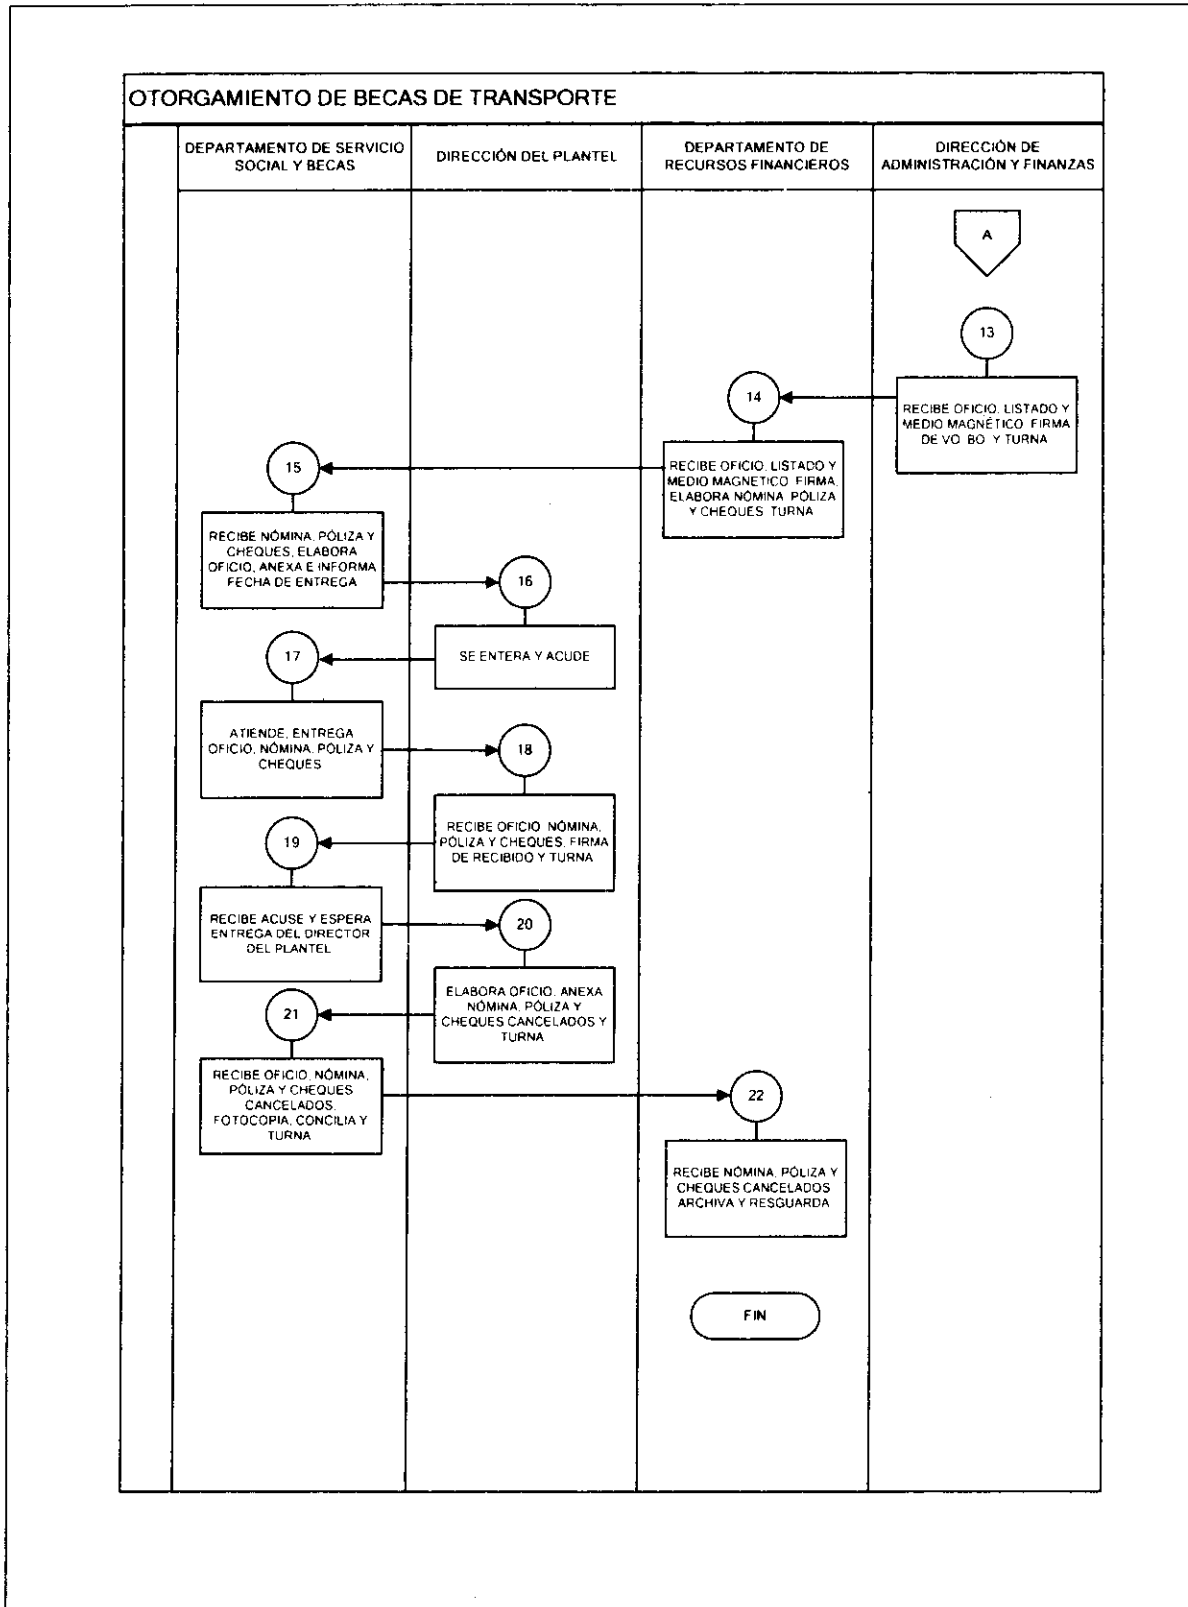 OTORGAMIENTO DE BECAS DE TRANSPORTE
DEPARTAMENTO DE SERVICIO
SOCIAL Y BECAS
DIRECCIÓN DEL PLANTEL
DEPARTAMENTO DE
RECURSOS FINANCIEROS
DIRECCIÓN DE
ADMINISTRACIÓN Y FINANZAS
A
13
RECIBE OFICIO, LISTADO Y
MEDIO MAGNÉTICO FIRMA
DE VO BO Y TURNA
14
RECIBE OFICIO, LISTADO Y
MEDIO MAGNETICO FIRMA,
ELABORA NÓMINA PÓLIZA
Y CHEQUES TURNA
15
RECIBE NÓMINA, PÓLIZA Y
CHEQUES, ELABORA
OFICIO, ANEXA E INFORMA
FECHA DE ENTREGA
16
SE ENTERA Y ACUDE
17
ATIENDE, ENTREGA
OFICIO, NÓMINA, PÓLIZA Y
CHEQUES
18
RECIBE OFICIO NÓMINA,
PÓLIZA Y CHEQUES, FIRMA
DE RECIBIDO Y TURNA
19
RECIBE ACUSE Y ESPERA
ENTREGA DEL DIRECTOR
DEL PLANTEL
20
ELABORA OFICIO, ANEXA
NÓMINA, PÓLIZA Y
CHEQUES CANCELADOS Y
TURNA
21
RECIBE OFICIO, NÓMINA,
PÓLIZA Y CHEQUES
CANCELADOS,
FOTOCOPIA, CONCILIA Y
TURNA
22
RECIBE NÓMINA, PÓLIZA Y
CHEQUES CANCELADOS
ARCHIVA Y RESGUARDA
FIN